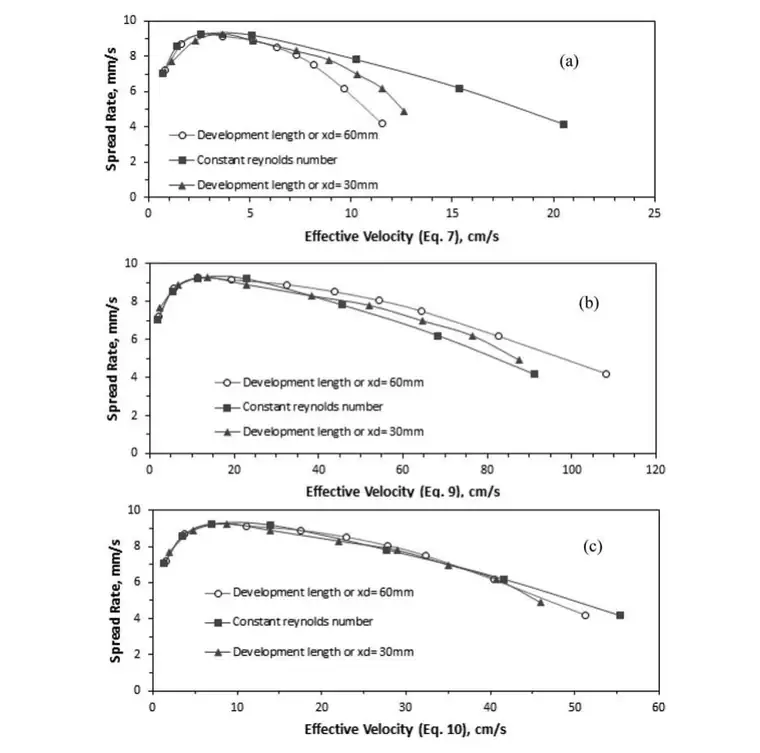 10
8
6
4
2
0
Spread Rate, mm/s
(a)
Development length or xd= 60mm
Constant reynolds number
Development length or xd= 30mm
0 5 10 15 20 25
Effective Velocity (Eq. 7), cm/s
10
8
6
4
2
0
Spread Rate, mm/s
(b)
Development length or xd= 60mm
Constant reynolds number
Development length or xd= 30mm
0 20 40 60 80 100 120
Effective Velocity (Eq. 9), cm/s
10
8
6
4
2
0
Spread Rate, mm/s
(c)
Development length or xd= 60mm
Constant reynolds number
Development length or xd= 30mm
0 10 20 30 40 50 60
Effective Velocity (Eq. 10), cm/s